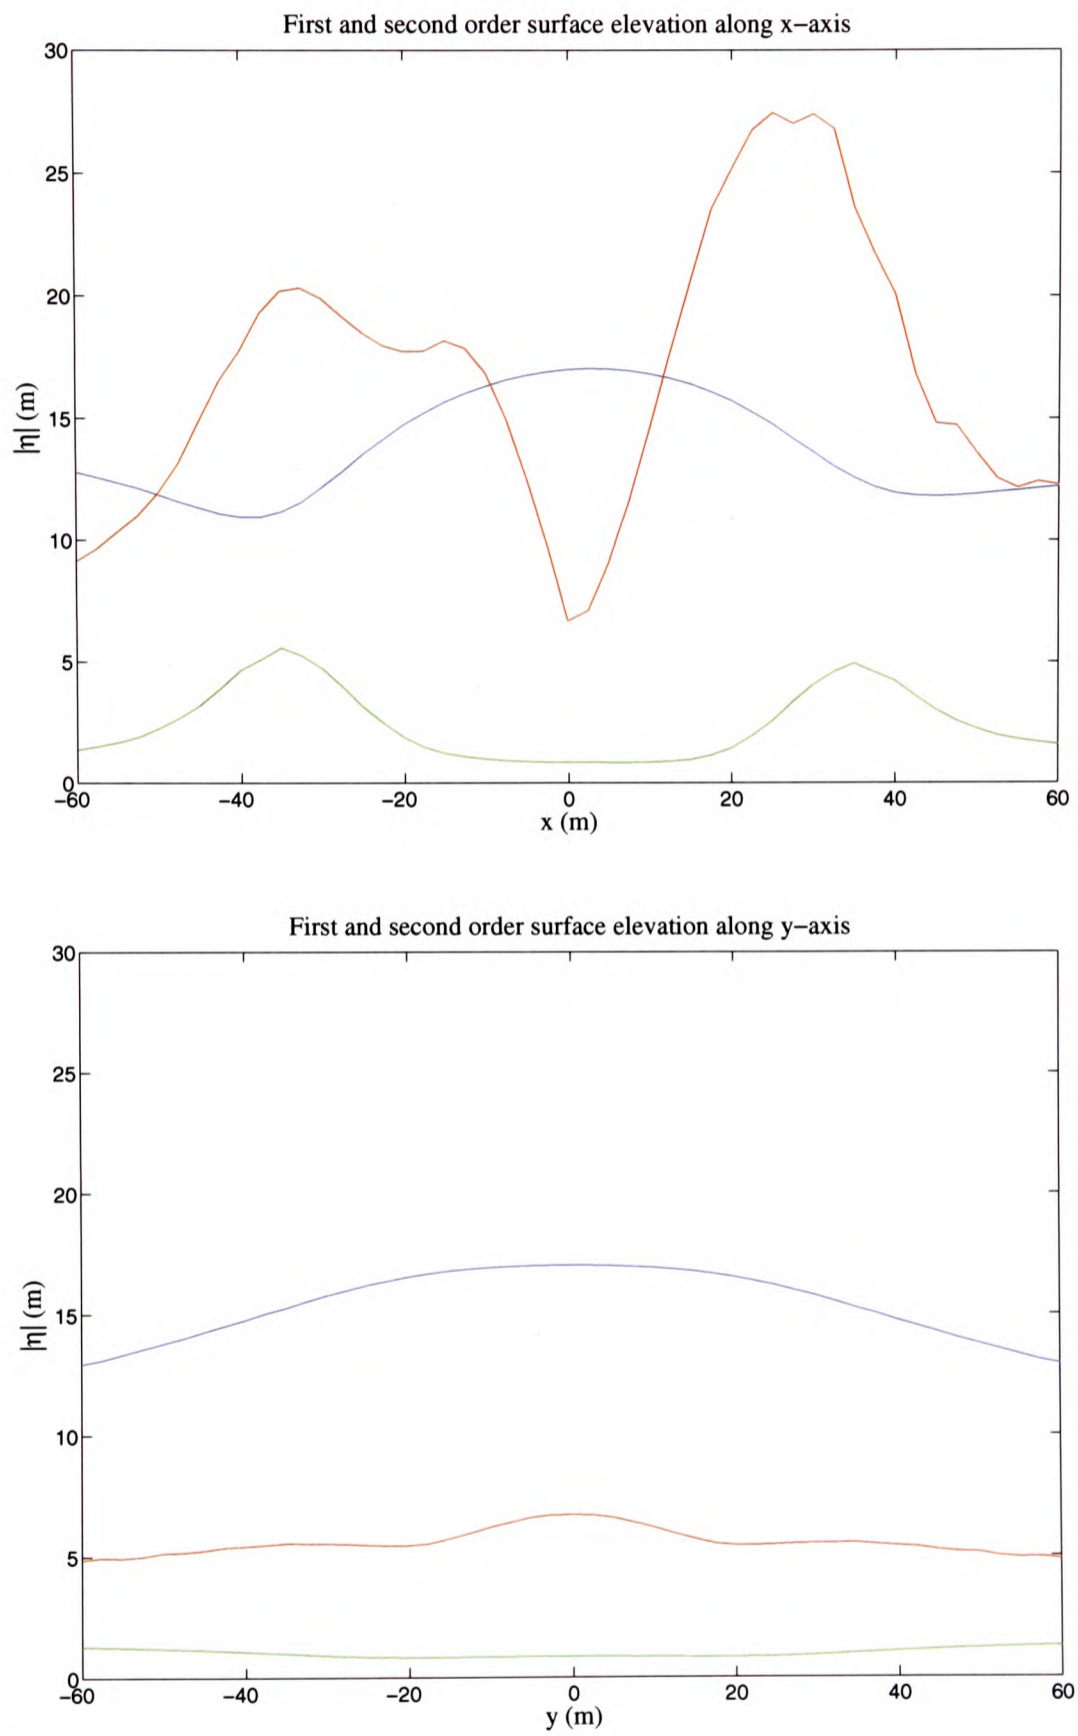 First and second order surface elevation along x−axis
30
25
20
15
10
5
0
|η| (m)
−60 −40 −20 0 20 40 60
x (m)
First and second order surface elevation along y−axis
30
25
20
15
10
5
0
|η| (m)
−60 −40 −20 0 20 40 60
y (m)